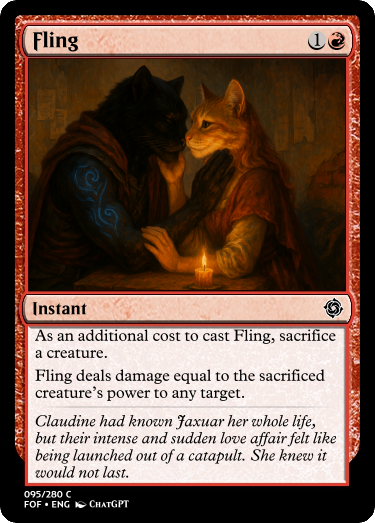 Fling 1
Instant
As an additional cost to cast Fling, sacrifice
a creature.
Fling deals damage equal to the sacrificed
creature's power to any target.
Claudine had known Jaxuar her whole life,
but their intense and sudden love affair felt like
being launched out of a catapult. She knew it
would not last.
095/280 C
FOF • ENG ChatGPT